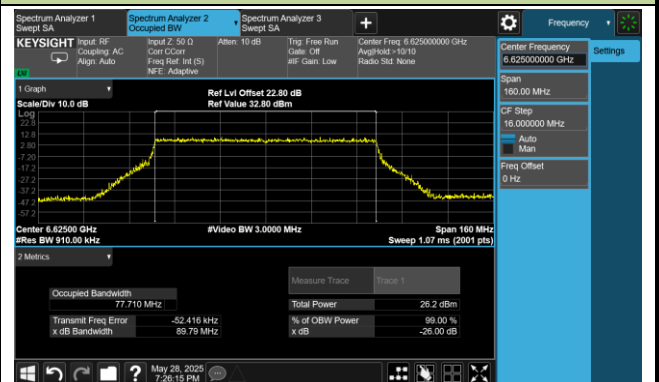 Spectrum Analyzer 1
Swept SA
Spectrum Analyzer 2
Occupied BW
Spectrum Analyzer 3
Swept SA
+
Frequency
KEYSIGHT
Input: RF
Coupling: AC
Align: Auto
Input Z: 50 Ω
Corr CCorr
Freq Ref: Int (S)
NFE: Adaptive
Atten: 10 dB
Trig: Free Run
Gate: Off
#IF Gain: Low
Center Freq: 6.625000000 GHz
Avg|Hold:>10/10
Radio Std: None
LXI
Center Frequency
6.625000000 GHz
Settings
Span
160.00 MHz
CF Step
16.000000 MHz
Auto
Man
Freq Offset
0 Hz
1 Graph
Scale/Div 10.0 dB
Ref Lvl Offset 22.80 dB
Ref Value 32.80 dBm
Log
22.8
12.8
2.80
-7.20
-17.2
-27.2
-37.2
-47.2
-57.2
Center 6.62500 GHz
#Res BW 910.00 kHz
#Video BW 3.0000 MHz
Span 160 MHz
Sweep 1.07 ms (2001 pts)
2 Metrics
Measure Trace
Trace 1
Occupied Bandwidth
77.710 MHz
Total Power
26.2 dBm
Transmit Freq Error
-52.416 kHz
% of OBW Power
99.00 %
x dB Bandwidth
89.79 MHz
x dB
-26.00 dB
?
May 28, 2025
7:26:15 PM